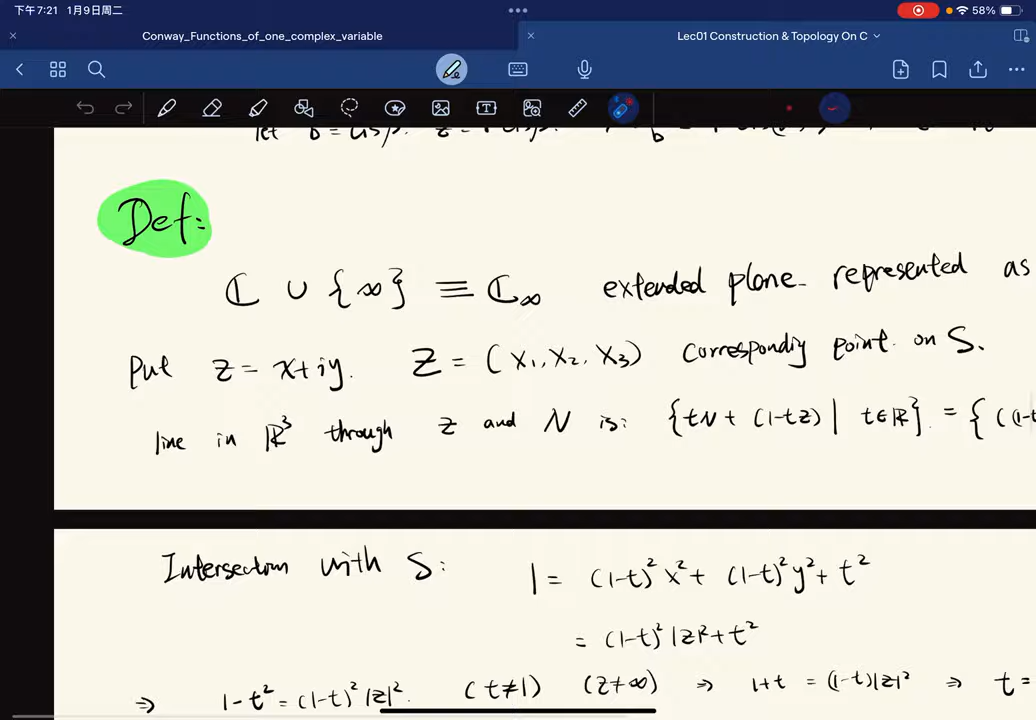 下午7:21 1月9日周二
58%
Conway_Functions_of_one_complex_variable
Lec01 Construction & Topology On C
Def:
ℂ ∪ {∞} ≡ ℂ∞ extended plane represented as
Put z = x+iy. Z = (x₁, x₂, x₃) correspondig point on S.
line in ℝ³ through z and N is: {tN + (1-tz) | t∈ℝ}. = { ((1-t
Intersection with S: 1 = (1-t)²x² + (1-t)²y² + t²
= (1-t)²|z|² + t²
⇒ 1-t² = (1-t)²|z|². (t≠1) (z≠∞) ⇒ 1+t = (1-t)|z|² ⇒ t =